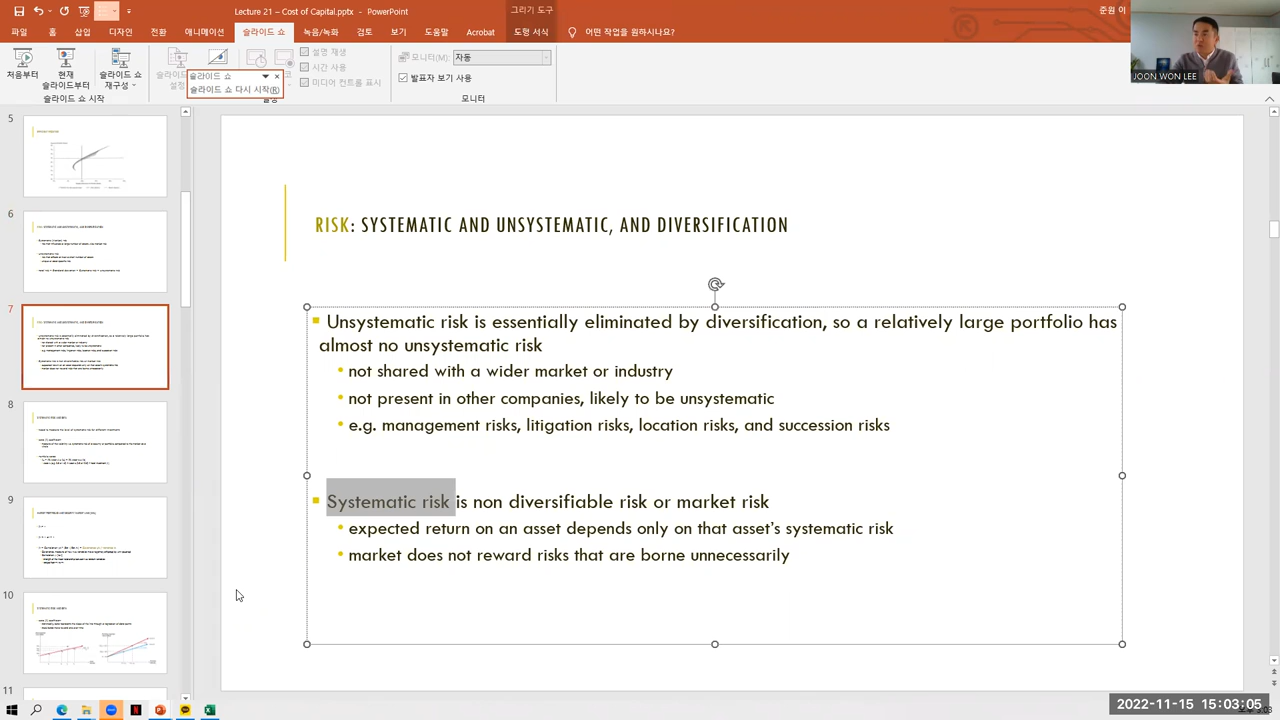 Lecture 21 – Cost of Capital.pptx • PowerPoint
그리기 도구
준원 이
파일 홈 삽입 디자인 전환 애니메이션 슬라이드 쇼 녹음/녹화 검토 보기 도움말 Acrobat 도형 서식 어떤 작업을 원하시나요?
처음부터
현재
슬라이드부터
슬라이드 쇼
재구성
슬라이드 쇼 시작
슬라이드 쇼
슬라이드 쇼 다시 시작(R)
설명 재생
시간 사용
미디어 컨트롤 표시
모니터(M):
자동
발표자 보기 사용
모니터
JOON WON LEE
5
6
7
8
9
10
11
RISK: SYSTEMATIC AND UNSYSTEMATIC, AND DIVERSIFICATION
Unsystematic risk is essentially eliminated by diversification, so a relatively large portfolio has
almost no unsystematic risk
• not shared with a wider market or industry
• not present in other companies, likely to be unsystematic
• e.g. management risks, litigation risks, location risks, and succession risks
Systematic risk is non diversifiable risk or market risk
• expected return on an asset depends only on that asset's systematic risk
• market does not reward risks that are borne unnecessarily
2022-11-15 15:03:05